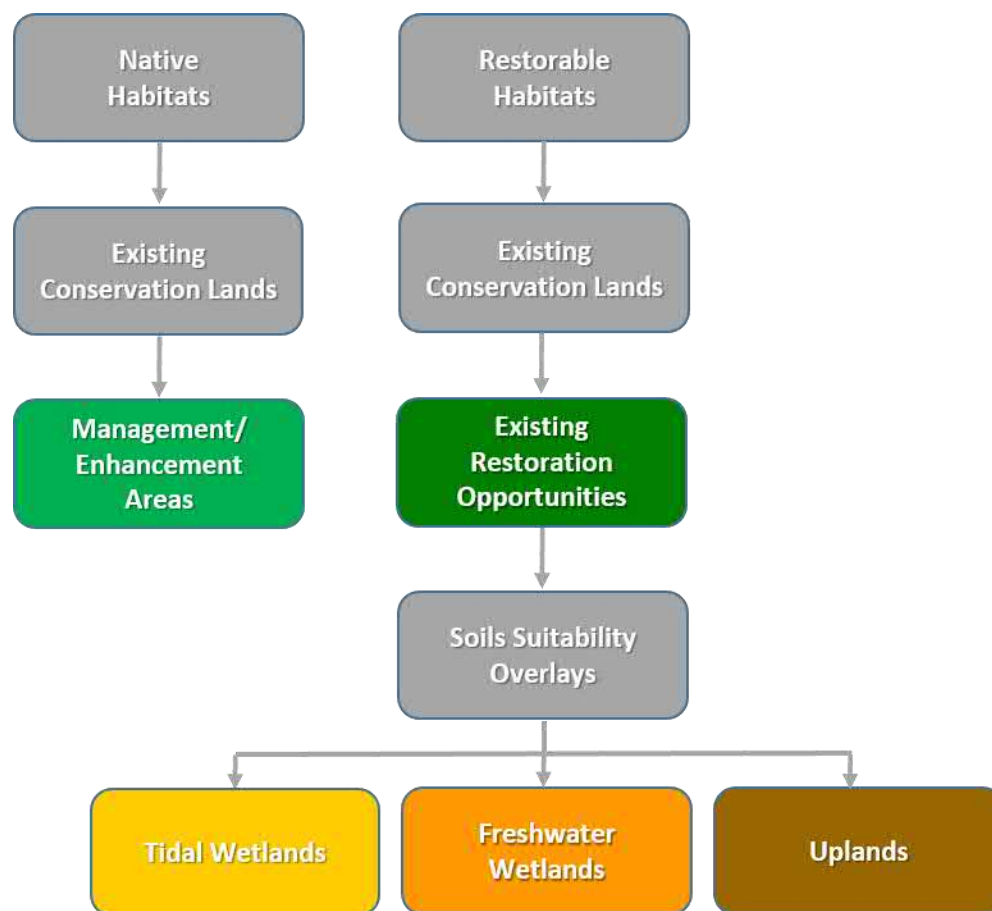 Native
Habitats
Restorable
Habitats
Existing
Conservation Lands
Existing
Conservation Lands
Management/
Enhancement
Areas
Existing
Restoration
Opportunities
Soils Suitability
Overlays
Tidal Wetlands
Freshwater
Wetlands
Uplands